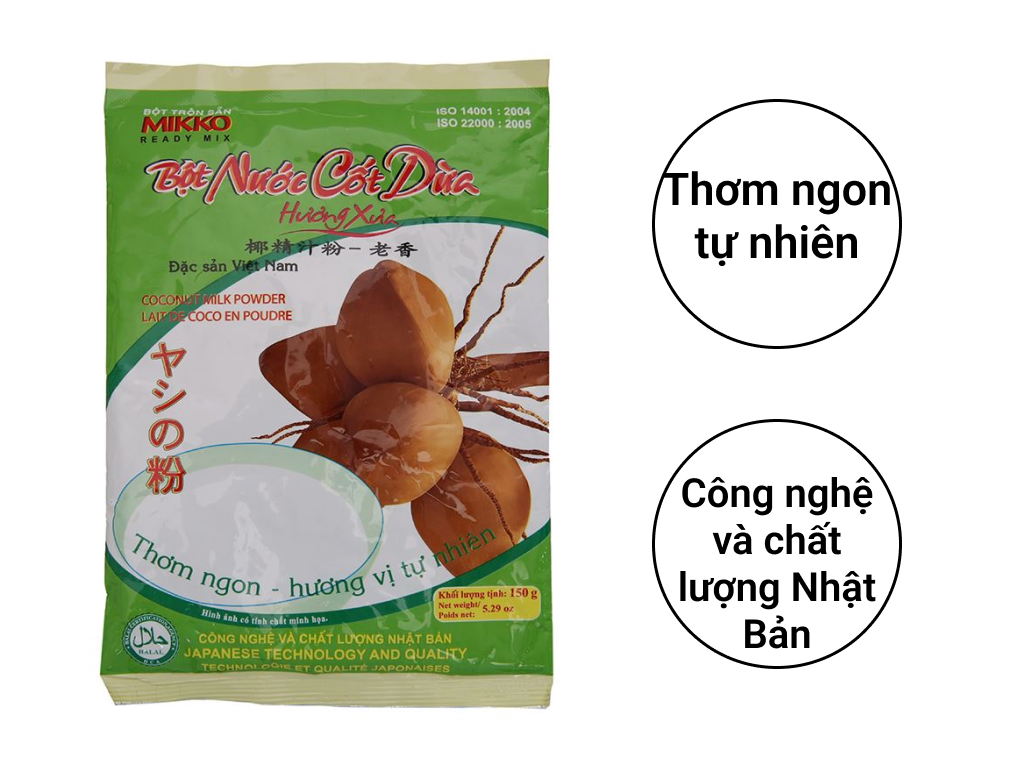 BỘT TRỘN SẴN
MIKKO
READY MIX
ISO 14001 : 2004
ISO 22000 : 2005
Bột Nước Cốt Dừa
Hương Xưa
椰精汁粉 - 老香
Đặc sản Việt Nam
COCONUT MILK POWDER
LAIT DE COCO EN POUDRE
ヤシの粉
Thơm ngon - hương vị tự nhiên
Khối lượng tịnh: 150 g
Net weight/
Poids net:
5.29 oz
Hình ảnh có tính chất minh họa.
حلال
HALAL
CÔNG NGHỆ VÀ CHẤT LƯỢNG NHẬT BẢN
JAPANESE TECHNOLOGY AND QUALITY
TECHNOLOGIE ET QUALITÉ JAPONAISES
Thơm ngon
tự nhiên
Công nghệ
và chất
lượng Nhật
Bản